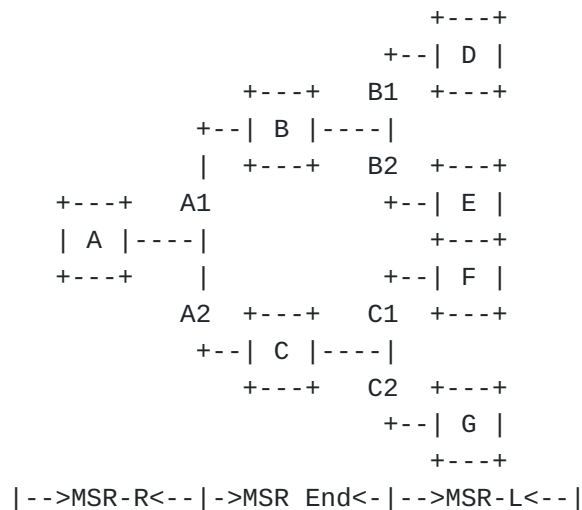 +---+
                 +--| D |
          +---+   B1  +---+
       +--| B |----|
       |  +---+   B2  +---+
+---+  A1          +--| E |
| A |----|            +---+
+---+    |         +--| F |
      A2  +---+   C1  +---+
       +--| C |----|
          +---+   C2  +---+
                   +--| G |
                      +---+
|-->MSR-R<--|->MSR End<-|-->MSR-L<--|